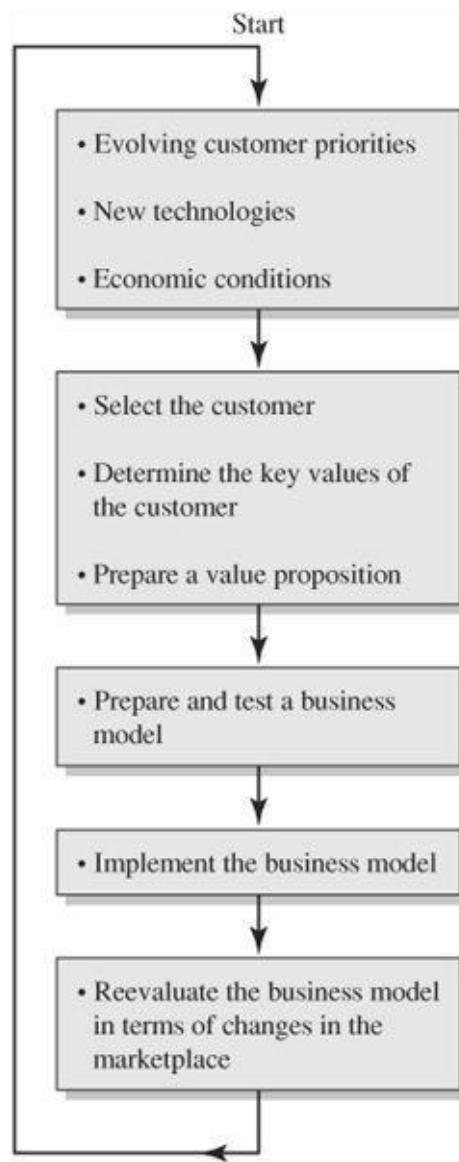 Start
• Evolving customer priorities
• New technologies
• Economic conditions
• Select the customer
• Determine the key values of
the customer
• Prepare a value proposition
• Prepare and test a business
model
• Implement the business model
• Reevaluate the business model
in terms of changes in the
marketplace